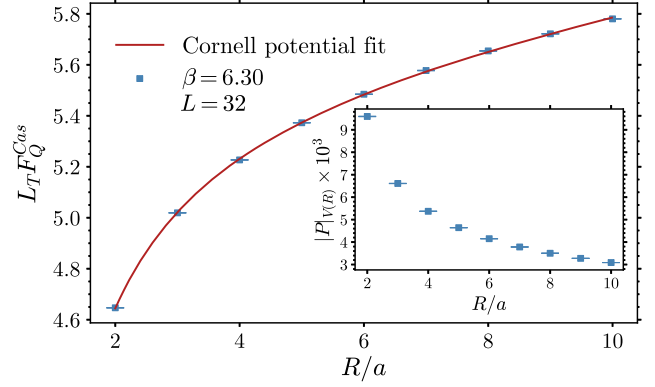 5.8
5.6
5.4
5.2
5.0
4.8
4.6
L_T F_Q^{Cas}
Cornell potential fit
β = 6.30
L = 32
9
8
7
6
5
4
3
|P|_{V(R)} × 10³
2 4 6 8 10
R/a
2 4 6 8 10
R/a